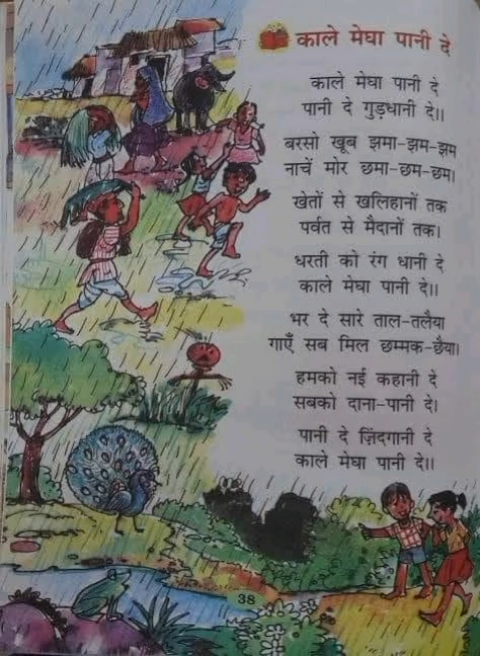 काले मेघा पानी दे
काले मेघा पानी दे
पानी दे गुड़धानी दे॥
बरसो खूब झमा-झम-झम
नाचें मोर छमा-छम-छम।
खेतों से खलिहानों तक
पर्वत से मैदानों तक।
धरती को रंग धानी दे
काले मेघा पानी दे॥
भर दे सारे ताल-तलैया
गाएँ सब मिल छम्मक-छैया।
हमको नई कहानी दे
सबको दाना-पानी दे।
पानी दे ज़िंदगानी दे
काले मेघा पानी दे॥
38